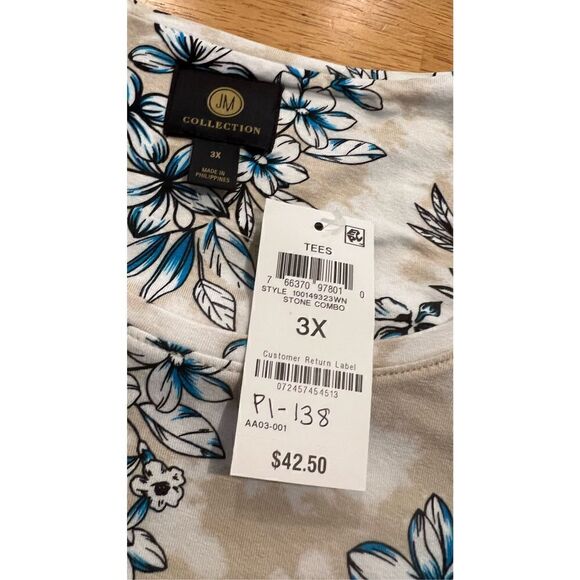 JM
COLLECTION
3X
MADE IN
PHILIPPINES
TEES
7 66370 97801 0
STYLE 100149323WN
STONE COMBO
3X
Customer Return Label
072457454513
P1-138
AA03-001
$42.50